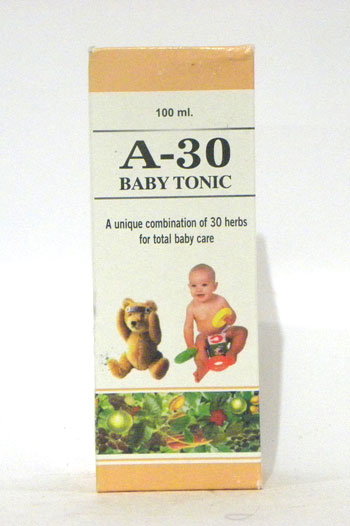 100 ml.
A-30
BABY TONIC
A unique combination of 30 herbs
for total baby care